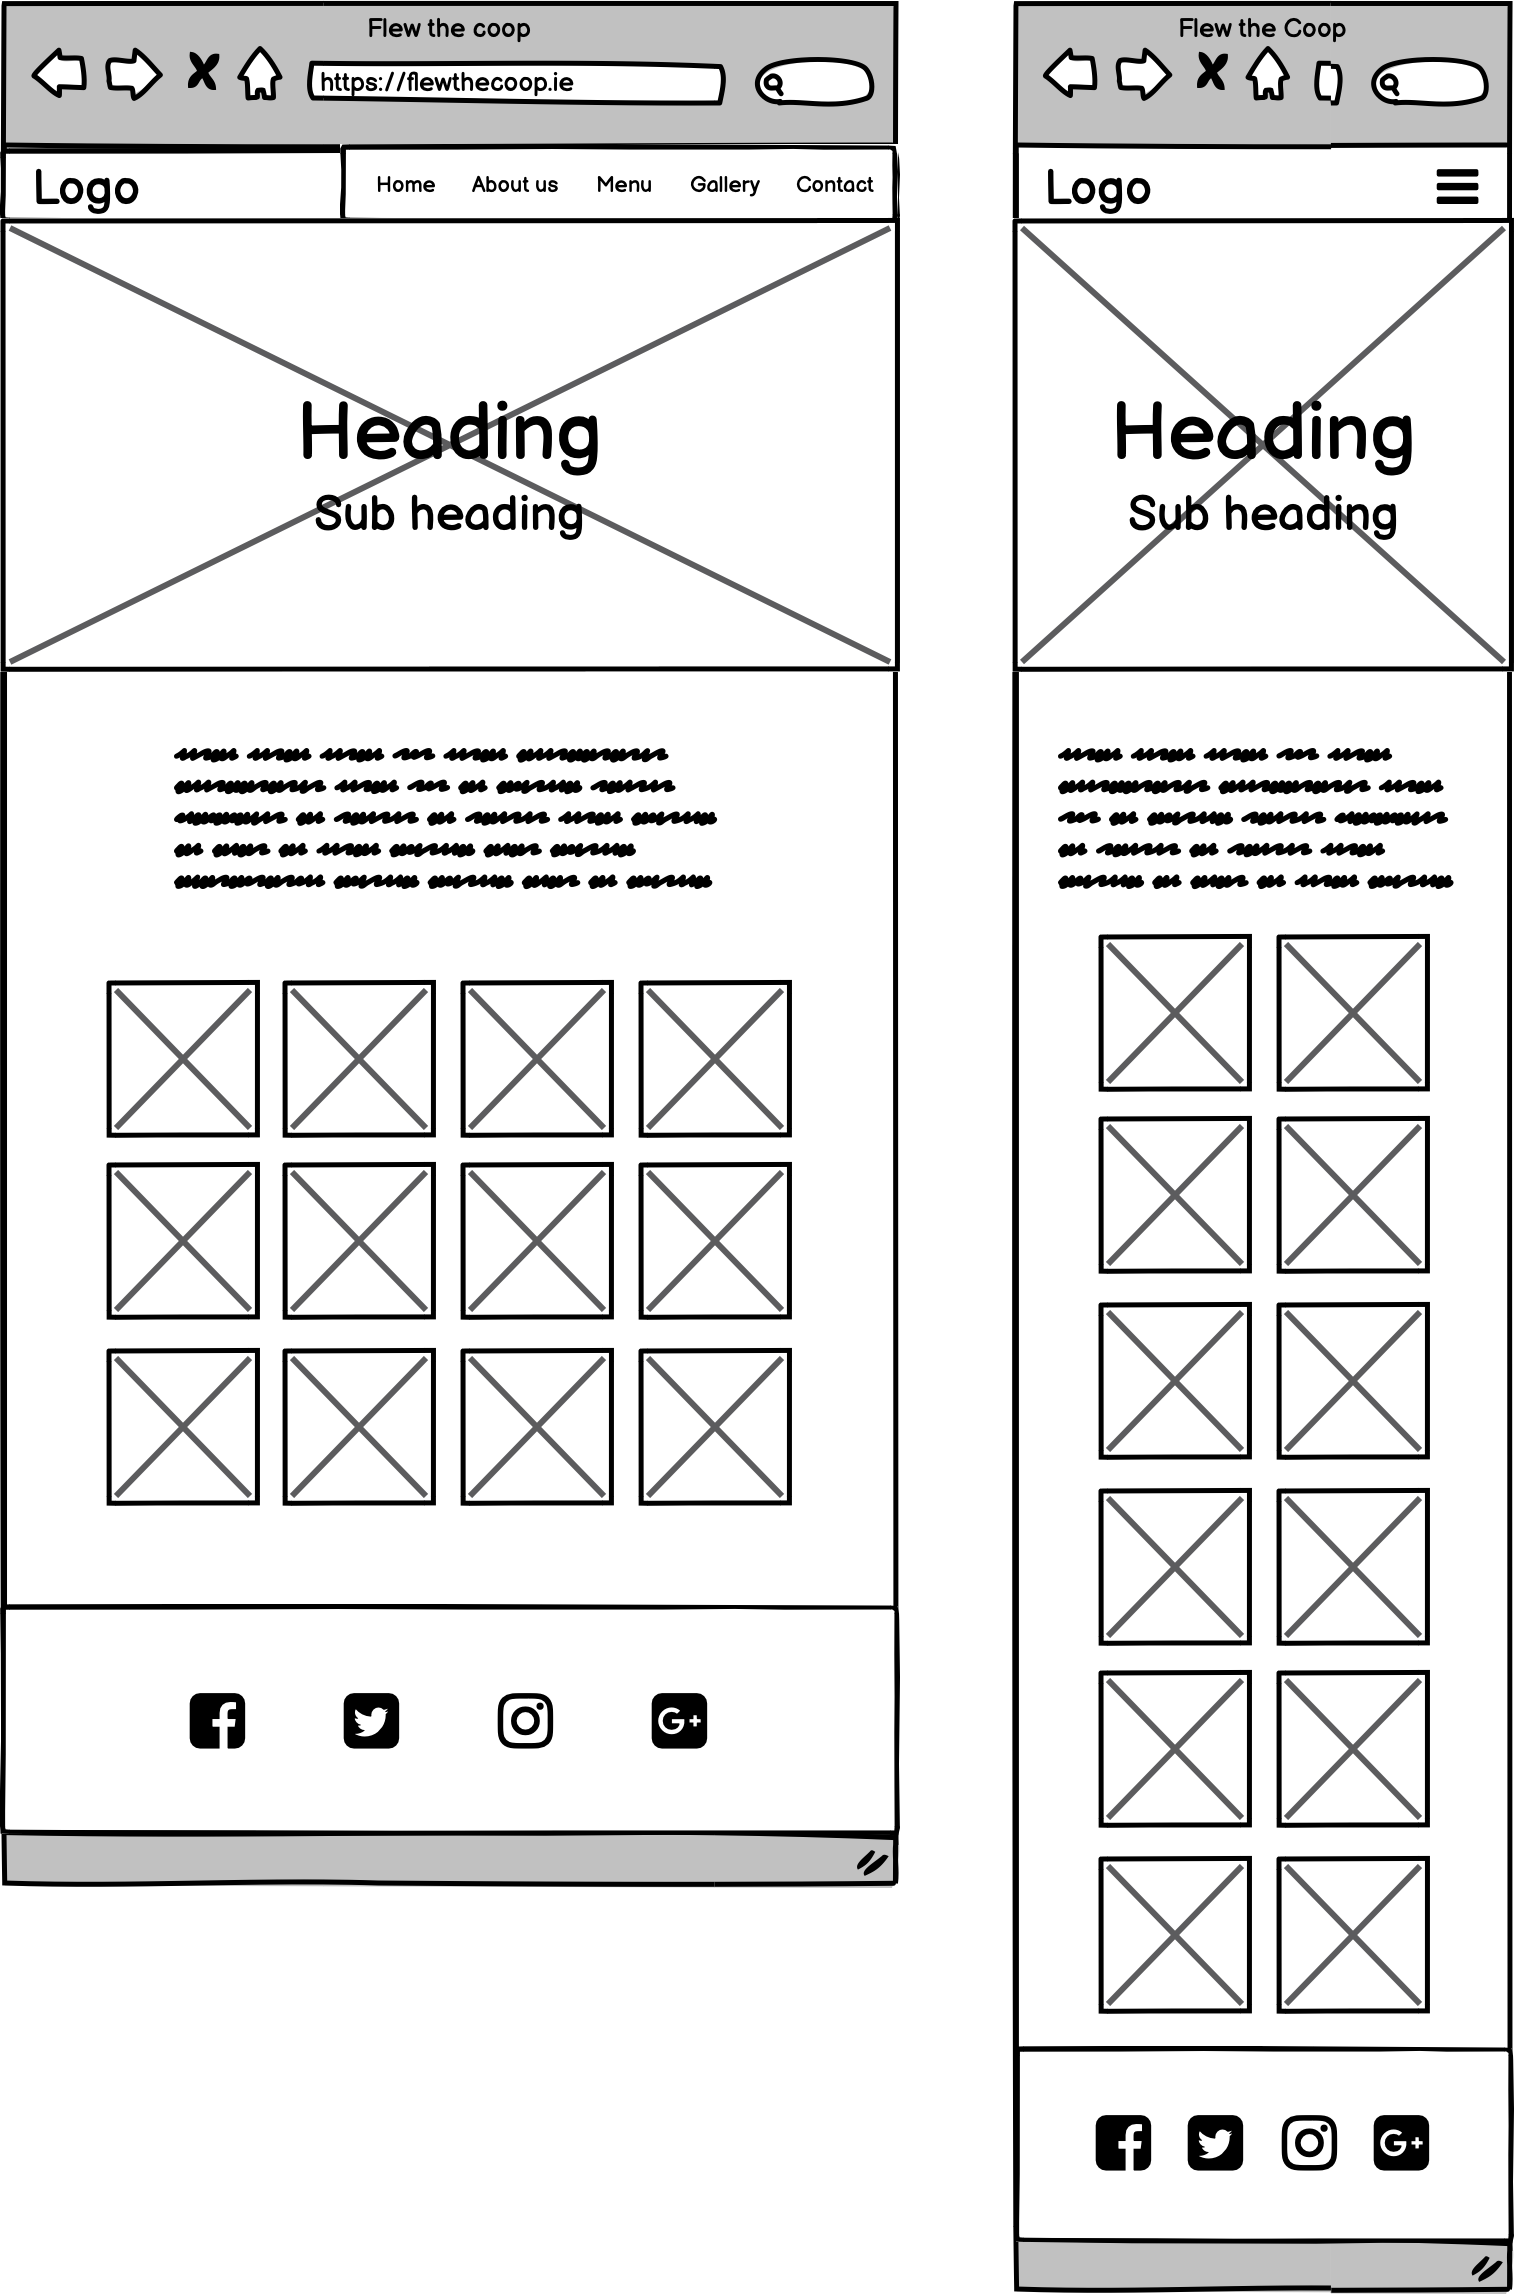 Flew the coop
https://flewthecoop.ie
Logo
Home About us Menu Gallery Contact
Heading
Sub heading
G+
Flew the Coop
Logo
Heading
Sub heading
G+